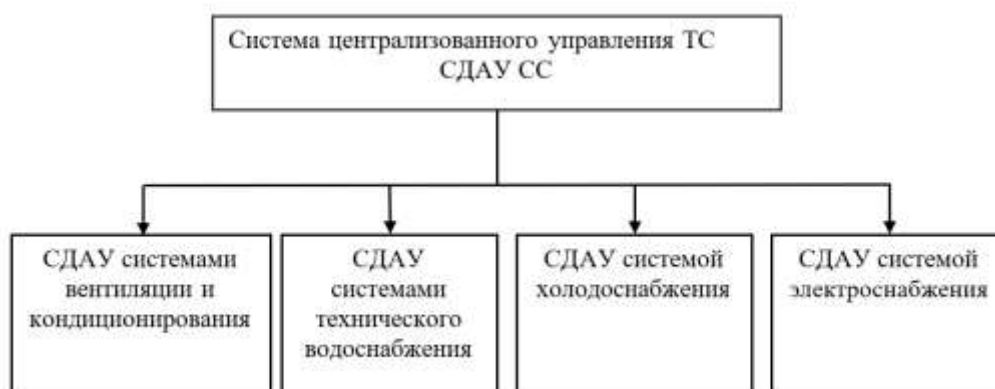 Система централизованного управления ТС
СДАУ СС
СДАУ системами
вентиляции и
кондиционирования
СДАУ
системами
технического
водоснабжения
СДАУ системой
холодоснабжения
СДАУ системой
электроснабжения